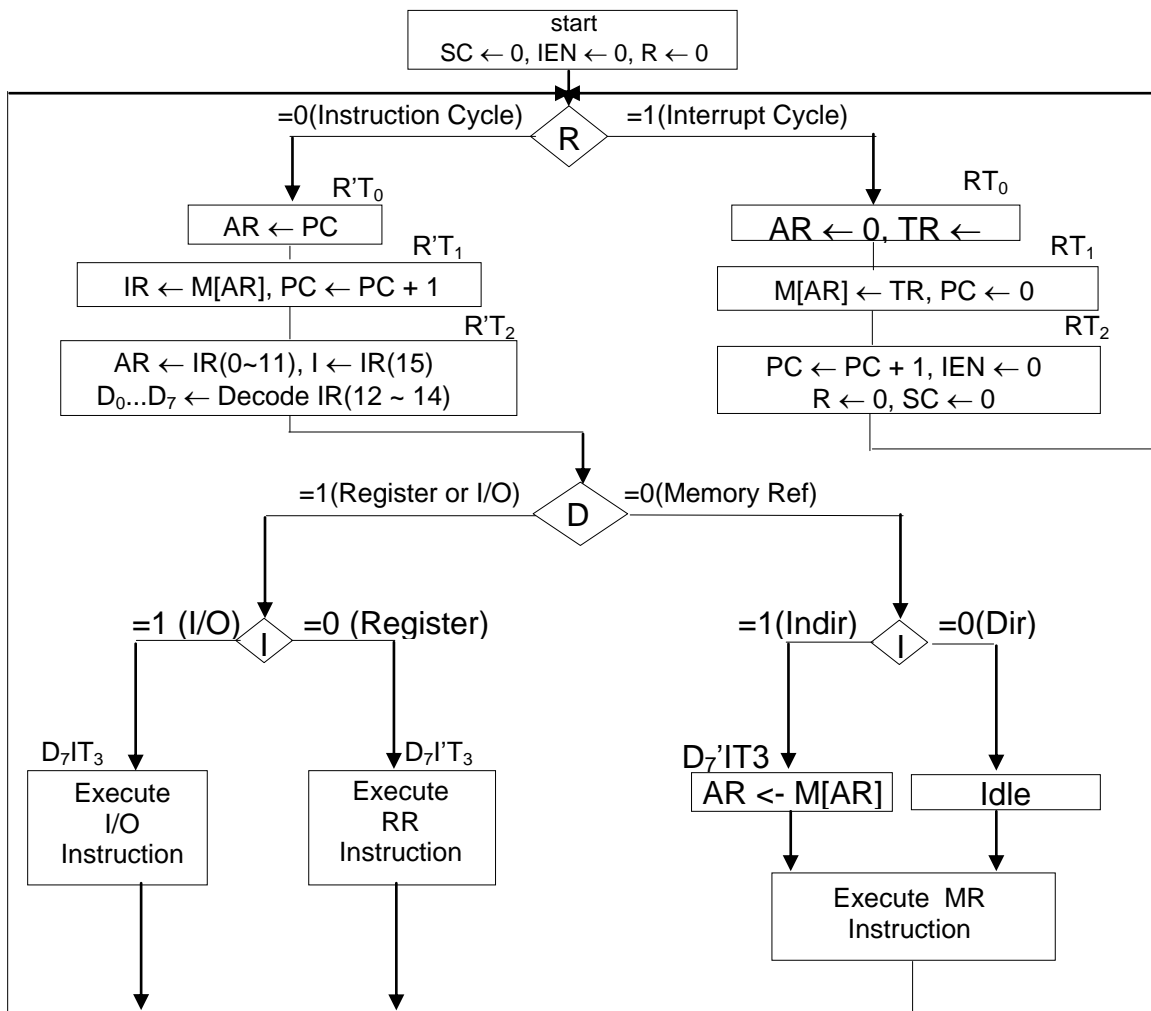 start
SC ← 0, IEN ← 0, R ← 0
=0(Instruction Cycle)
R
=1(Interrupt Cycle)
R’T₀
AR ← PC
R’T₁
IR ← M[AR], PC ← PC + 1
R’T₂
AR ← IR(0~11), I ← IR(15)
D₀...D₇ ← Decode IR(12 ~ 14)
RT₀
AR ← 0, TR ←
RT₁
M[AR] ← TR, PC ← 0
RT₂
PC ← PC + 1, IEN ← 0
R ← 0, SC ← 0
=1(Register or I/O)
D
=0(Memory Ref)
=1 (I/O)
I
=0 (Register)
=1(Indir)
I
=0(Dir)
D₇IT₃
Execute
I/O
Instruction
D₇I’T₃
Execute
RR
Instruction
D₇’IT3
AR <- M[AR]
Idle
Execute MR
Instruction